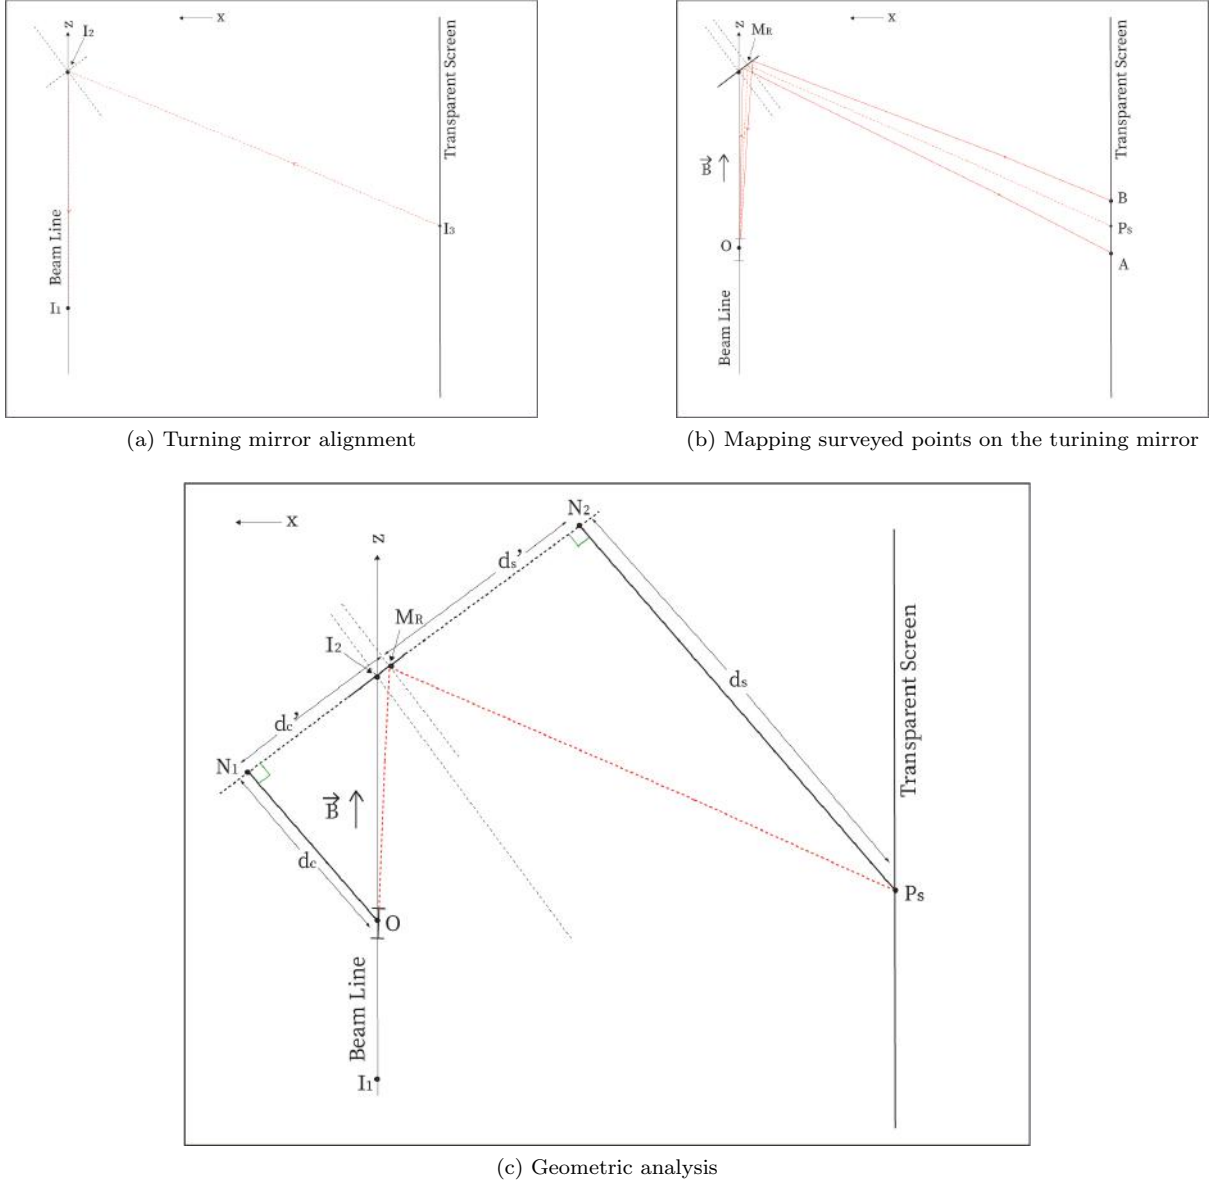 x
z
I2
Transparent Screen
I3
Beam Line
I1
(a) Turning mirror alignment
x
z
MR
Transparent Screen
B
B
Ps
O
A
Beam Line
(b) Mapping surveyed points on the turining mirror
x
N2
z
ds'
MR
I2
Transparent Screen
ds
dc'
N1
B
dc
Ps
O
Beam Line
I1
(c) Geometric analysis